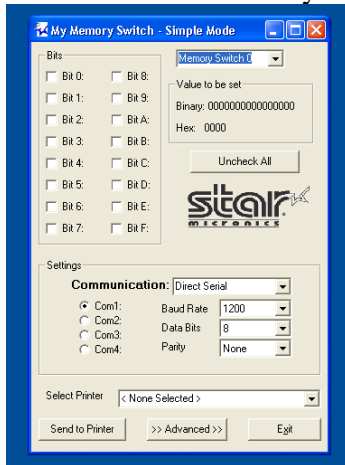 My Memory Switch - Simple Mode
Bits
Bit 0: Bit 8:
Bit 1: Bit 9:
Bit 2: Bit A:
Bit 3: Bit B:
Bit 4: Bit C:
Bit 5: Bit D:
Bit 6: Bit E:
Bit 7: Bit F:
Memory Switch 0
Value to be set
Binary: 0000000000000000
Hex: 0000
Uncheck All
star
micronics
Settings
Communication: Direct Serial
Com1: Baud Rate 1200
Com2: Data Bits 8
Com3: Parity None
Com4:
Select Printer < None Selected >
Send to Printer >> Advanced >> Exit